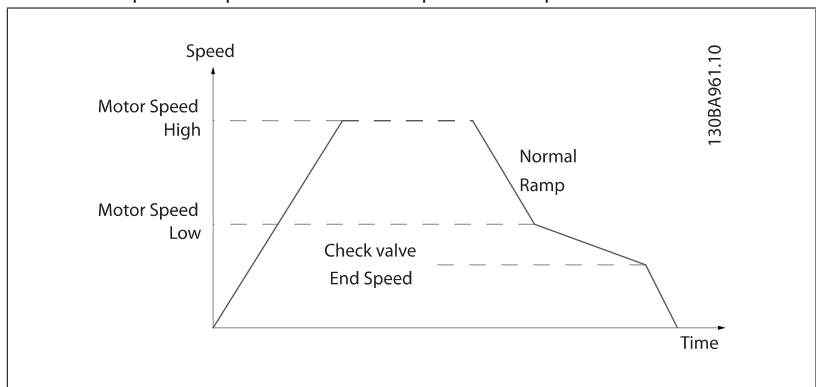 Speed
Motor Speed
High
Normal
Ramp
Motor Speed
Low
Check valve
End Speed
Time
130BA961.10